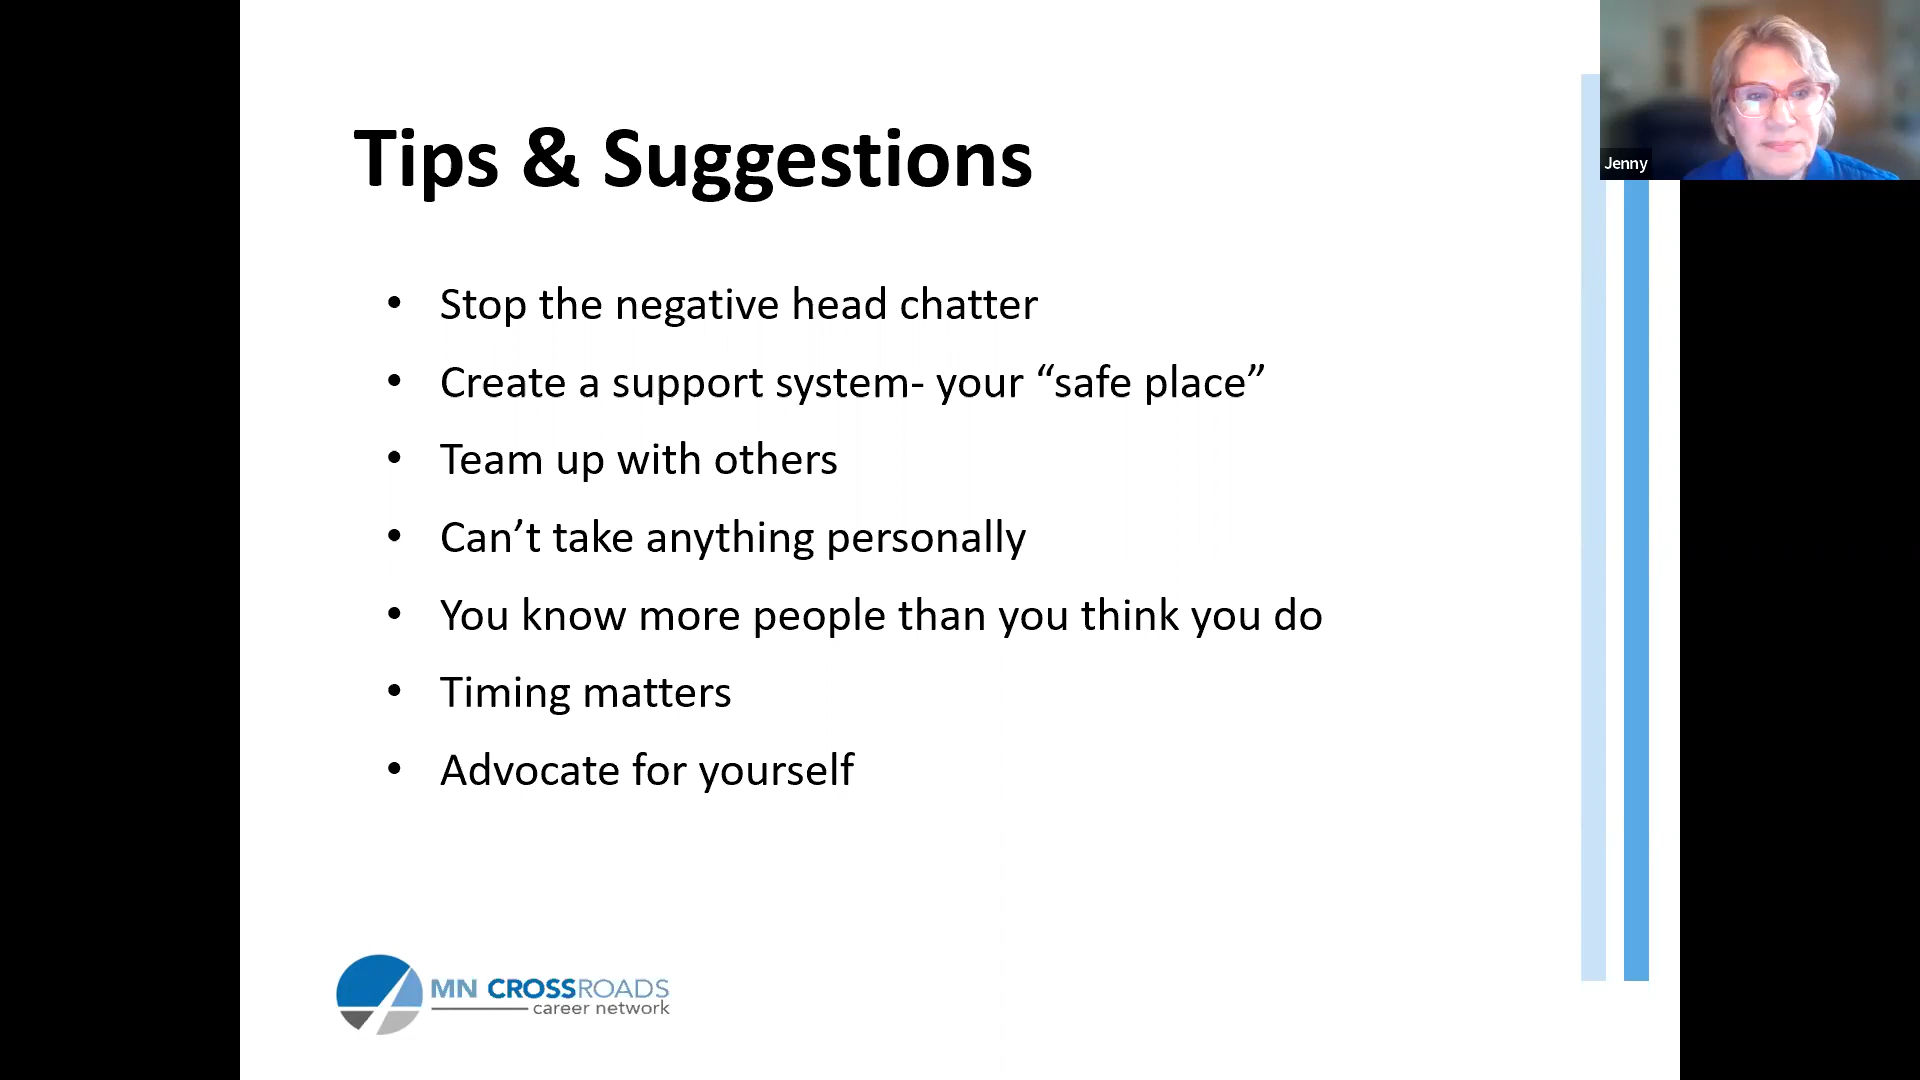 Tips & Suggestions
• Stop the negative head chatter
• Create a support system- your “safe place”
• Team up with others
• Can’t take anything personally
• You know more people than you think you do
• Timing matters
• Advocate for yourself
MN CROSSROADS
career network
Jenny